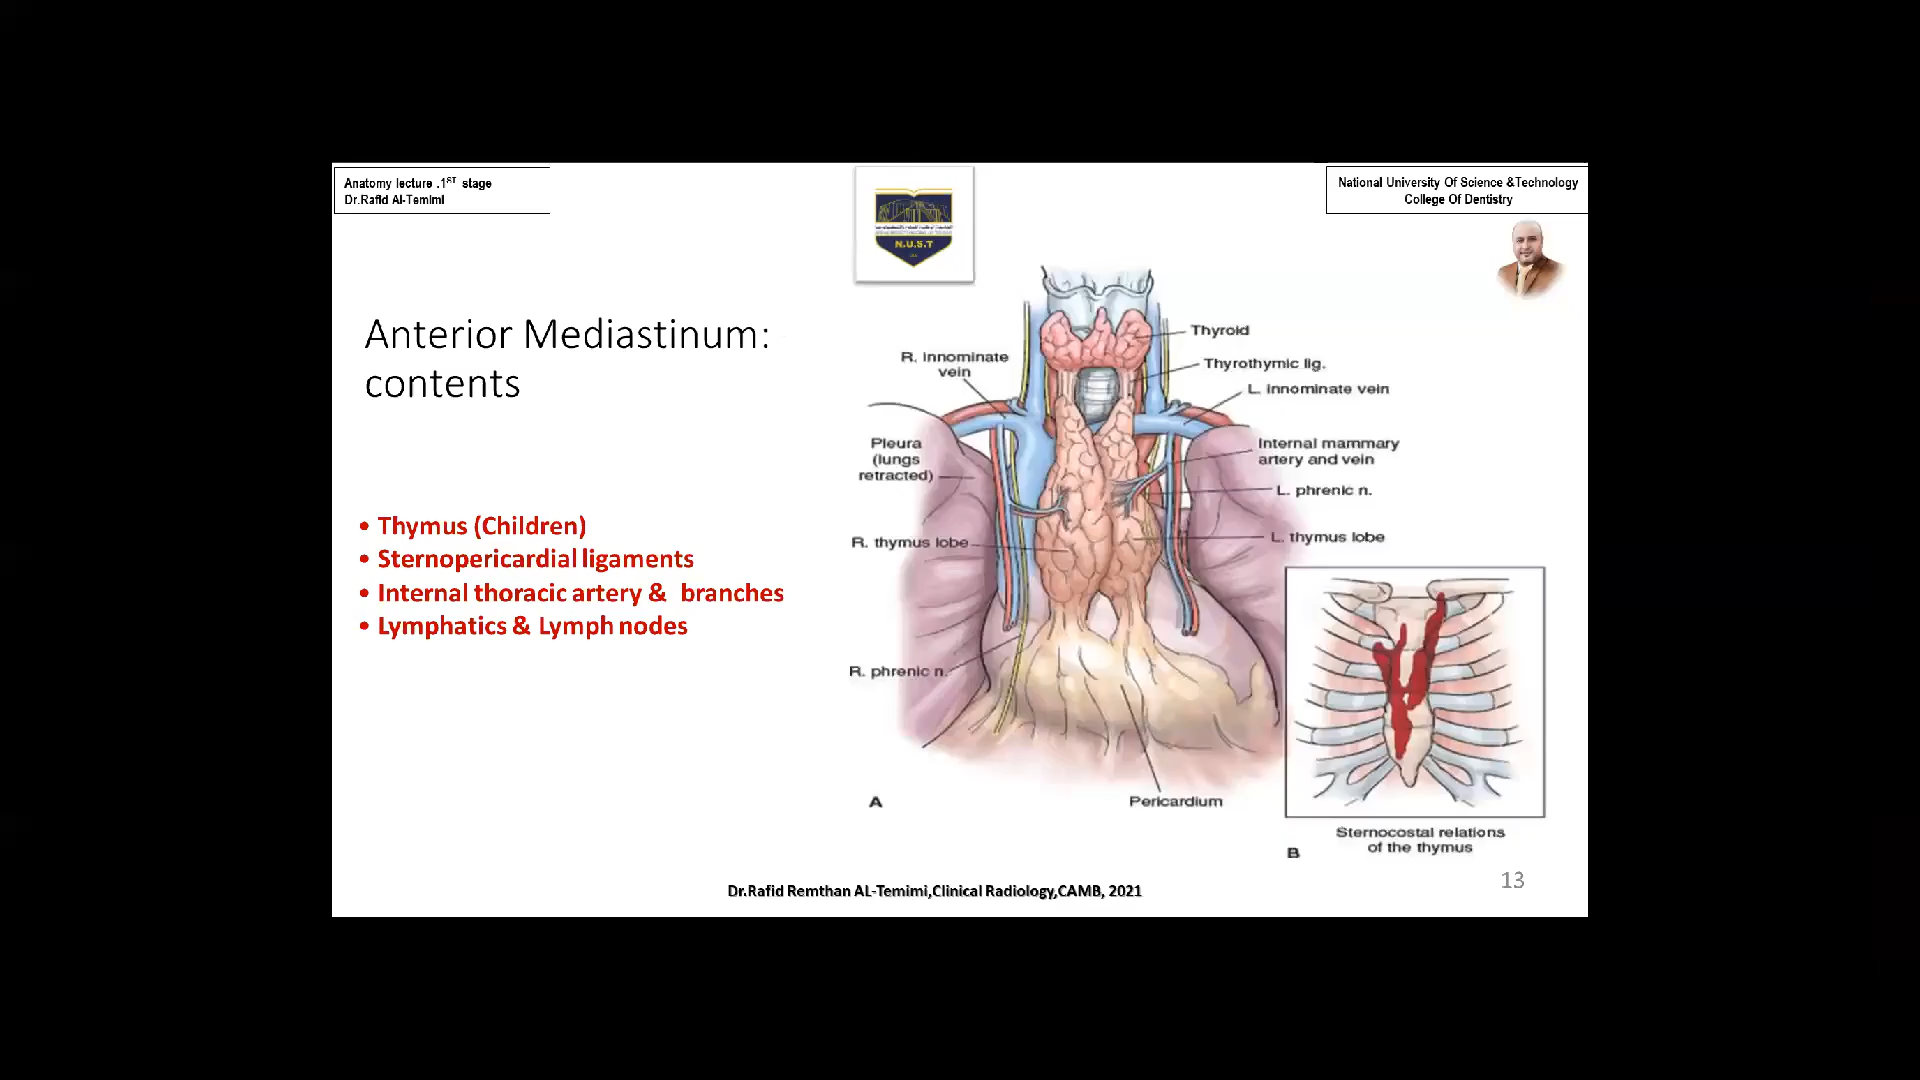 Anatomy lecture .1ST stage
Dr.Rafid Al-Temimi
N.U.S.T
National University Of Science &Technology
College Of Dentistry
Anterior Mediastinum:
contents
• Thymus (Children)
• Sternopericardial ligaments
• Internal thoracic artery & branches
• Lymphatics & Lymph nodes
Thyroid
R. innominate
vein
Thyrothymic lig.
L. innominate vein
Pleura
(lungs
retracted)
Internal mammary
artery and vein
L. phrenic n.
R. thymus lobe
L. thymus lobe
R. phrenic n.
Pericardium
A
Sternocostal relations
of the thymus
B
13
Dr.Rafid Remthan AL-Temimi,Clinical Radiology,CAMB, 2021